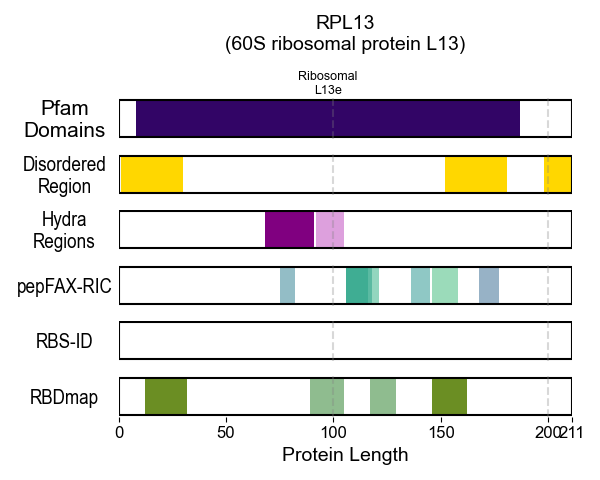 RPL13
(60S ribosomal protein L13)
Ribosomal
L13e
Pfam
Domains
Disordered
Region
Hydra
Regions
pepFAX-RIC
RBS-ID
RBDmap
0 50 100 150 200 211
Protein Length